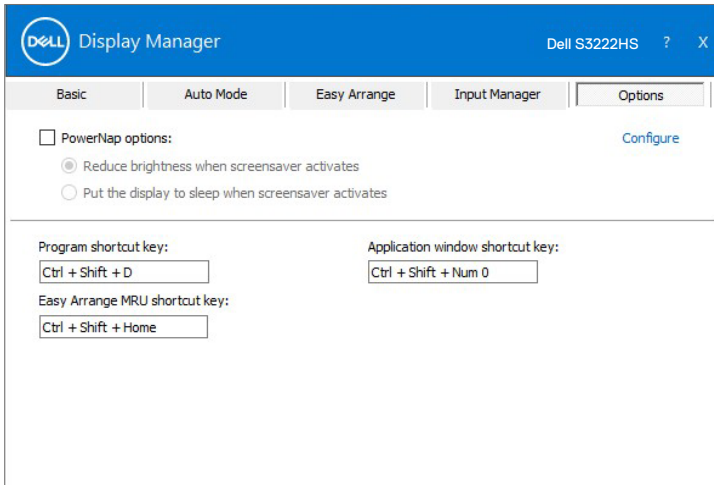 DELL Display Manager Dell S3222HS ? X
Basic Auto Mode Easy Arrange Input Manager Options
PowerNap options: Configure
Reduce brightness when screensaver activates
Put the display to sleep when screensaver activates
Program shortcut key: Application window shortcut key:
Ctrl + Shift + D Ctrl + Shift + Num 0
Easy Arrange MRU shortcut key:
Ctrl + Shift + Home